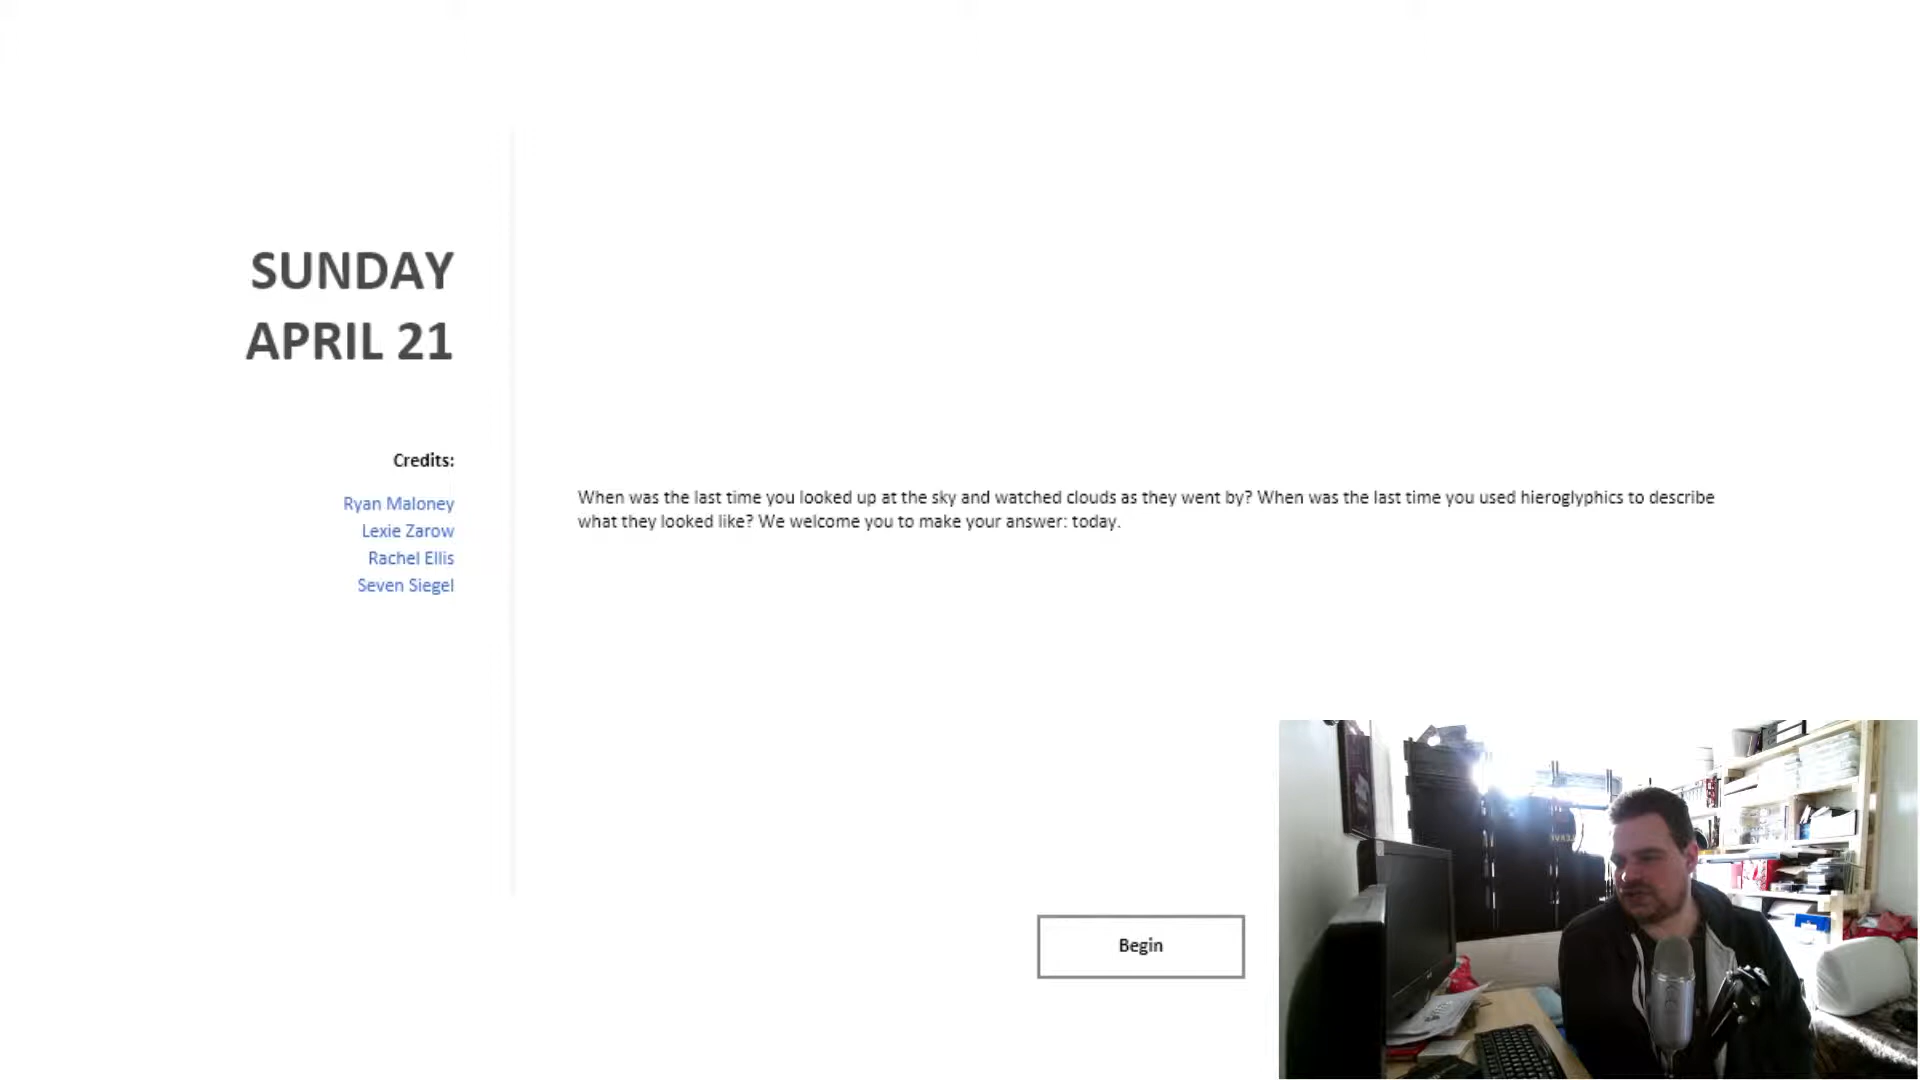 SUNDAY
APRIL 21
Credits:
Ryan Maloney
Lexie Zarow
Rachel Ellis
Seven Siegel
When was the last time you looked up at the sky and watched clouds as they went by? When was the last time you used hieroglyphics to describe
what they looked like? We welcome you to make your answer: today.
Begin